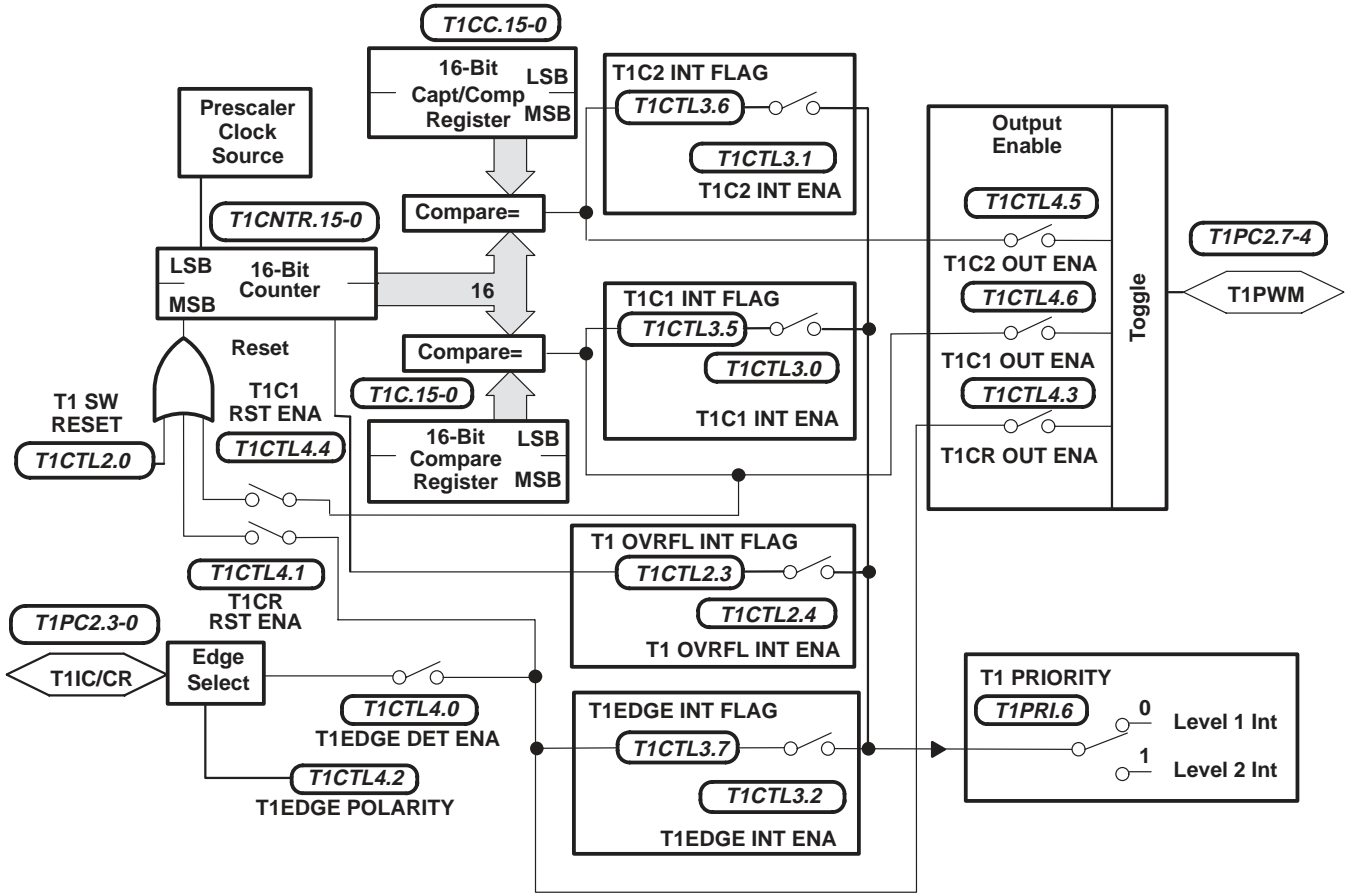 T1CC.15-0
16-Bit
Capt/Comp
Register
LSB
MSB
Prescaler
Clock
Source
T1CNTR.15-0
LSB
MSB
16-Bit
Counter
Compare=
16
Compare=
T1C.15-0
16-Bit
Compare
Register
LSB
MSB
Reset
T1 SW
RESET
T1CTL2.0
T1C1
RST ENA
T1CTL4.4
T1CTL4.1
T1CR
RST ENA
T1PC2.3-0
T1IC/CR
Edge
Select
T1CTL4.0
T1EDGE DET ENA
T1CTL4.2
T1EDGE POLARITY
T1C2 INT FLAG
T1CTL3.6
T1CTL3.1
T1C2 INT ENA
T1C1 INT FLAG
T1CTL3.5
T1CTL3.0
T1C1 INT ENA
T1 OVRFL INT FLAG
T1CTL2.3
T1CTL2.4
T1 OVRFL INT ENA
T1EDGE INT FLAG
T1CTL3.7
T1CTL3.2
T1EDGE INT ENA
Output
Enable
T1CTL4.5
T1C2 OUT ENA
T1CTL4.6
T1C1 OUT ENA
T1CTL4.3
T1CR OUT ENA
Toggle
T1PC2.7-4
T1PWM
T1 PRIORITY
T1PRI.6
0
Level 1 Int
1
Level 2 Int